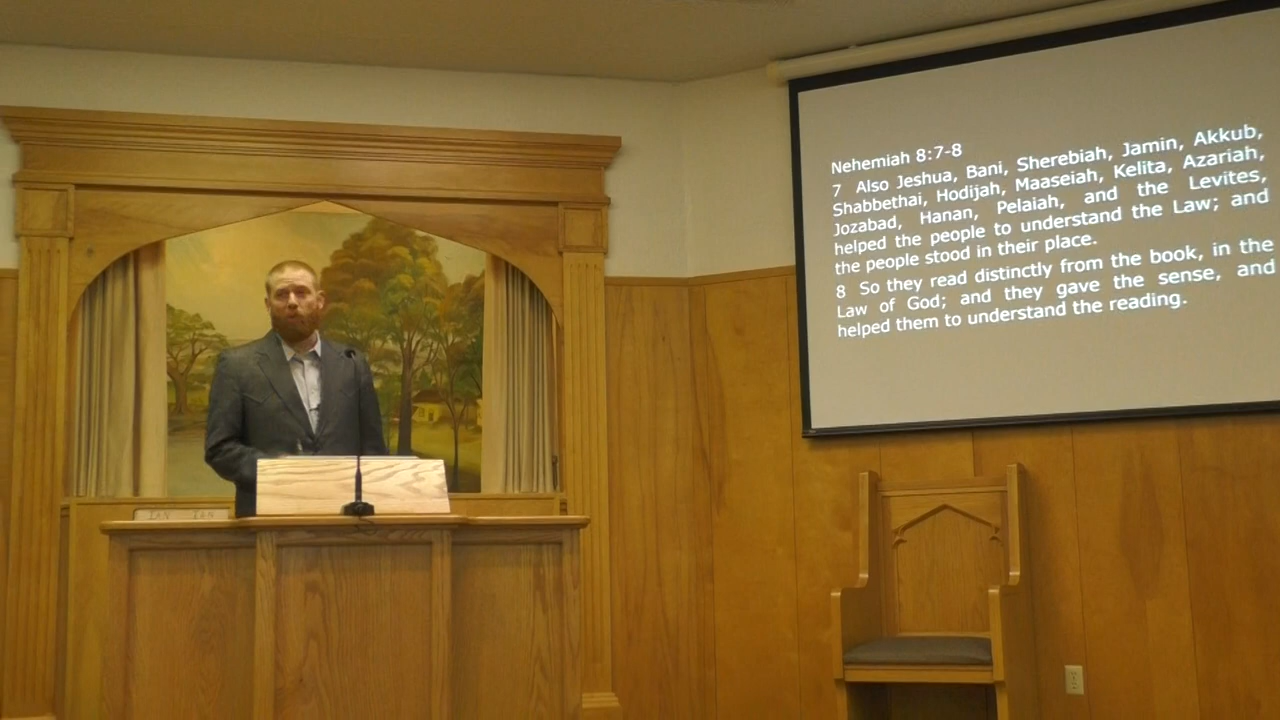 Nehemiah 8:7-8
7 Also Jeshua, Bani, Sherebiah, Jamin, Akkub,
Shabbethai, Hodijah, Maaseiah, Kelita, Azariah,
Jozabad, Hanan, Pelaiah, and the Levites,
helped the people to understand the Law; and
the people stood in their place.
8 So they read distinctly from the book, in the
Law of God; and they gave the sense, and
helped them to understand the reading.